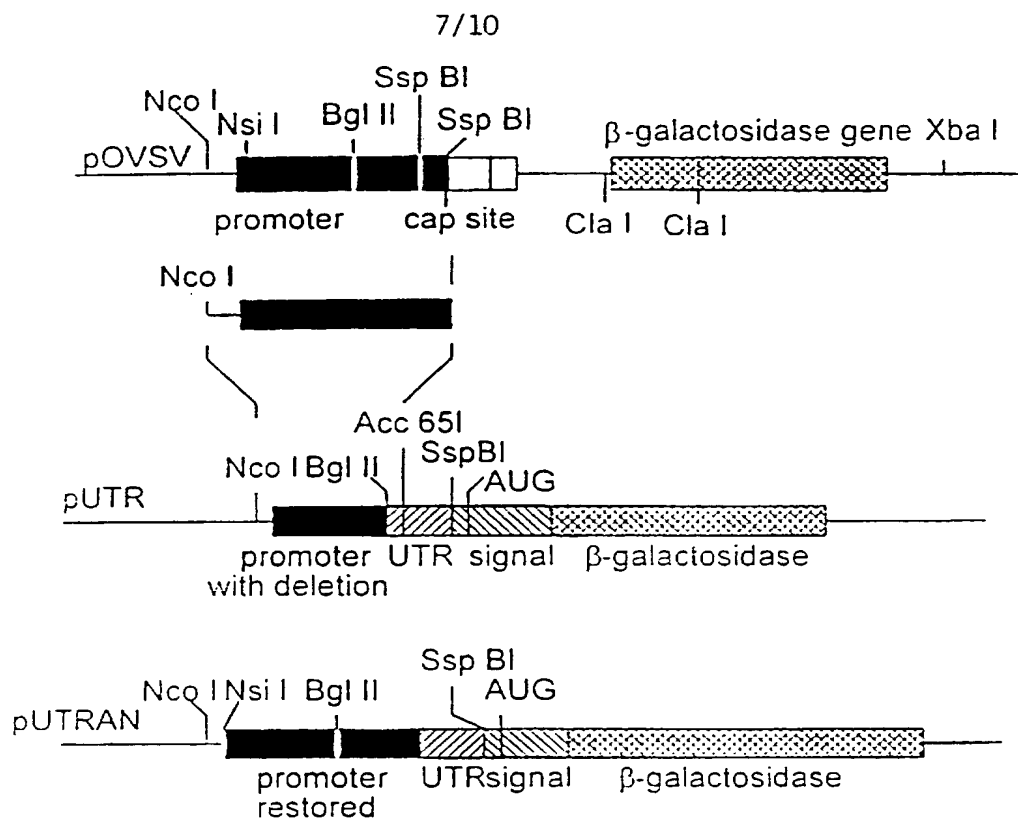 7/10
Ssp BI
Nco I
Nsi I
Bgl II
Ssp BI
β-galactosidase gene Xba I
pOVSV
promoter
cap site
Cla I
Cla I
Nco I
Acc 65I
Nco I Bgl II
SspBI
AUG
pUTR
promoter
with deletion
UTR signal
β-galactosidase
Ssp BI
Nco I Nsi I Bgl II
AUG
pUTRAN
promoter
restored
UTRsignal
β-galactosidase